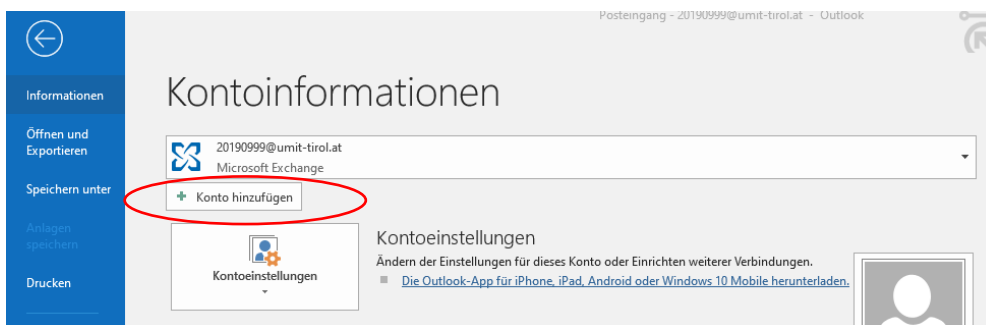 Posteingang - 20190999@umit-tirol.at - Outlook
Informationen
Öffnen und
Exportieren
Speichern unter
Anlagen
speichern
Drucken
Kontoinformationen
20190999@umit-tirol.at
Microsoft Exchange
+ Konto hinzufügen
Kontoeinstellungen
Kontoeinstellungen
Ändern der Einstellungen für dieses Konto oder Einrichten weiterer Verbindungen.
Die Outlook-App für iPhone, iPad, Android oder Windows 10 Mobile herunterladen.